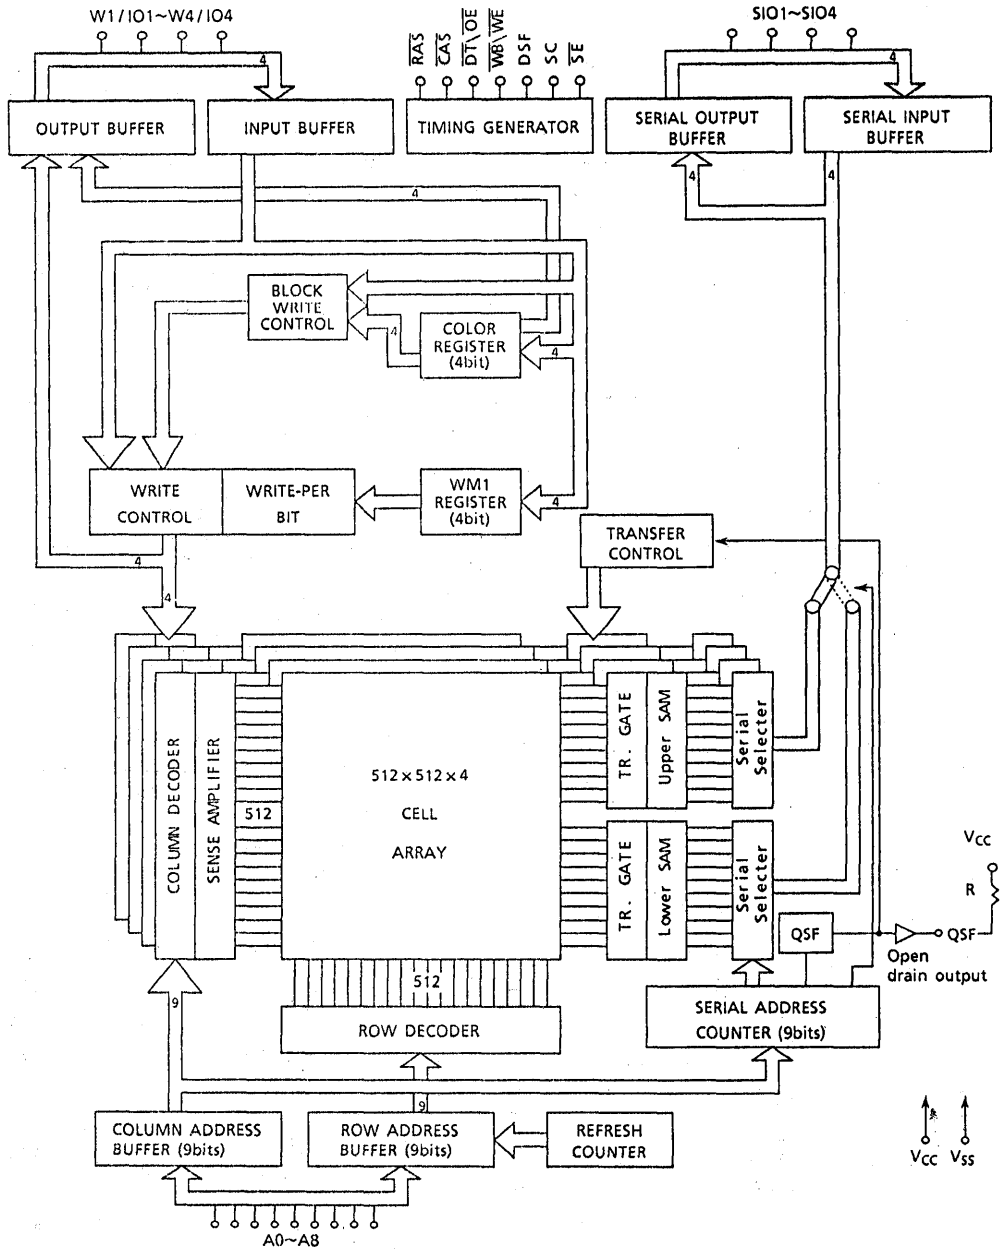 W1/IO1~W4/IO4
SIO1~SIO4
RAS
CAS
DT\OE
WB\WE
DSF
SC
SE
4
4
OUTPUT BUFFER
INPUT BUFFER
TIMING GENERATOR
SERIAL OUTPUT
BUFFER
SERIAL INPUT
BUFFER
4
4
4
BLOCK
WRITE
CONTROL
4
COLOR
REGISTER
(4bit)
4
WRITE
CONTROL
WRITE-PER
BIT
WM1
REGISTER
(4bit)
4
TRANSFER
CONTROL
4
4
COLUMN DECODER
SENSE AMPLIFIER
512
512×512×4
CELL
ARRAY
TR. GATE
Upper SAM
Serial
Selecter
TR. GATE
Lower SAM
Serial
Selecter
VCC
R
QSF
QSF
Open
drain output
512
9
ROW DECODER
SERIAL ADDRESS
COUNTER (9bits)
9
COLUMN ADDRESS
BUFFER (9bits)
ROW ADDRESS
BUFFER (9bits)
REFRESH
COUNTER
VCC
VSS
A0~A8